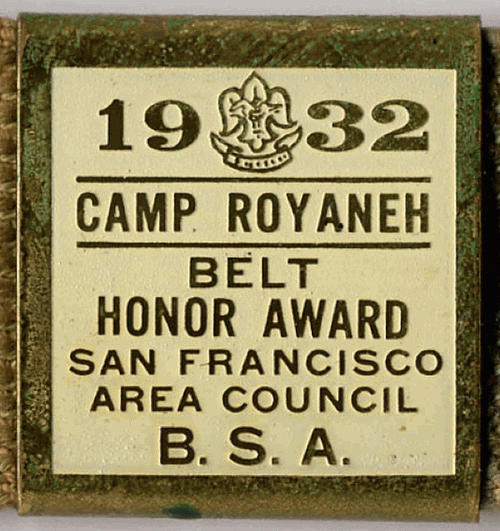 1932
CAMP ROYANEH
BELT
HONOR AWARD
SAN FRANCISCO
AREA COUNCIL
B. S. A.